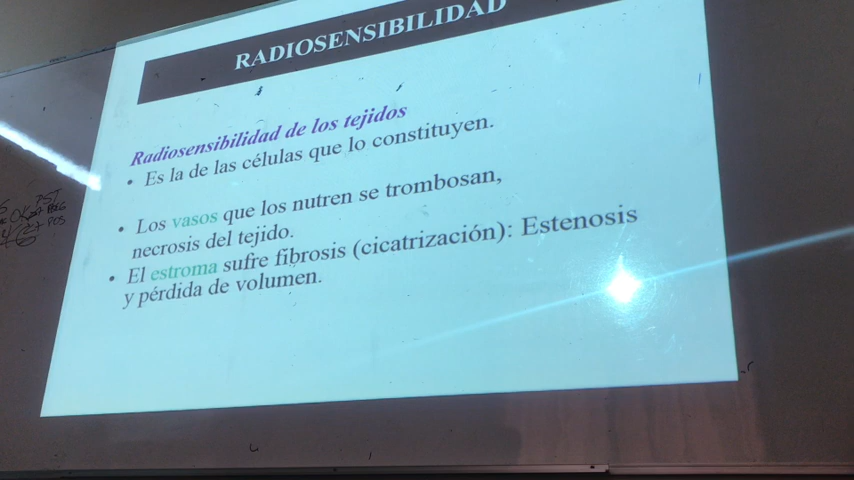 RADIOSENSIBILIDAD
Radiosensibilidad de los tejidos
• Es la de las células que lo constituyen.
• Los vasos que los nutren se trombosan,
necrosis del tejido.
• El estroma sufre fibrosis (cicatrización): Estenosis
y pérdida de volumen.